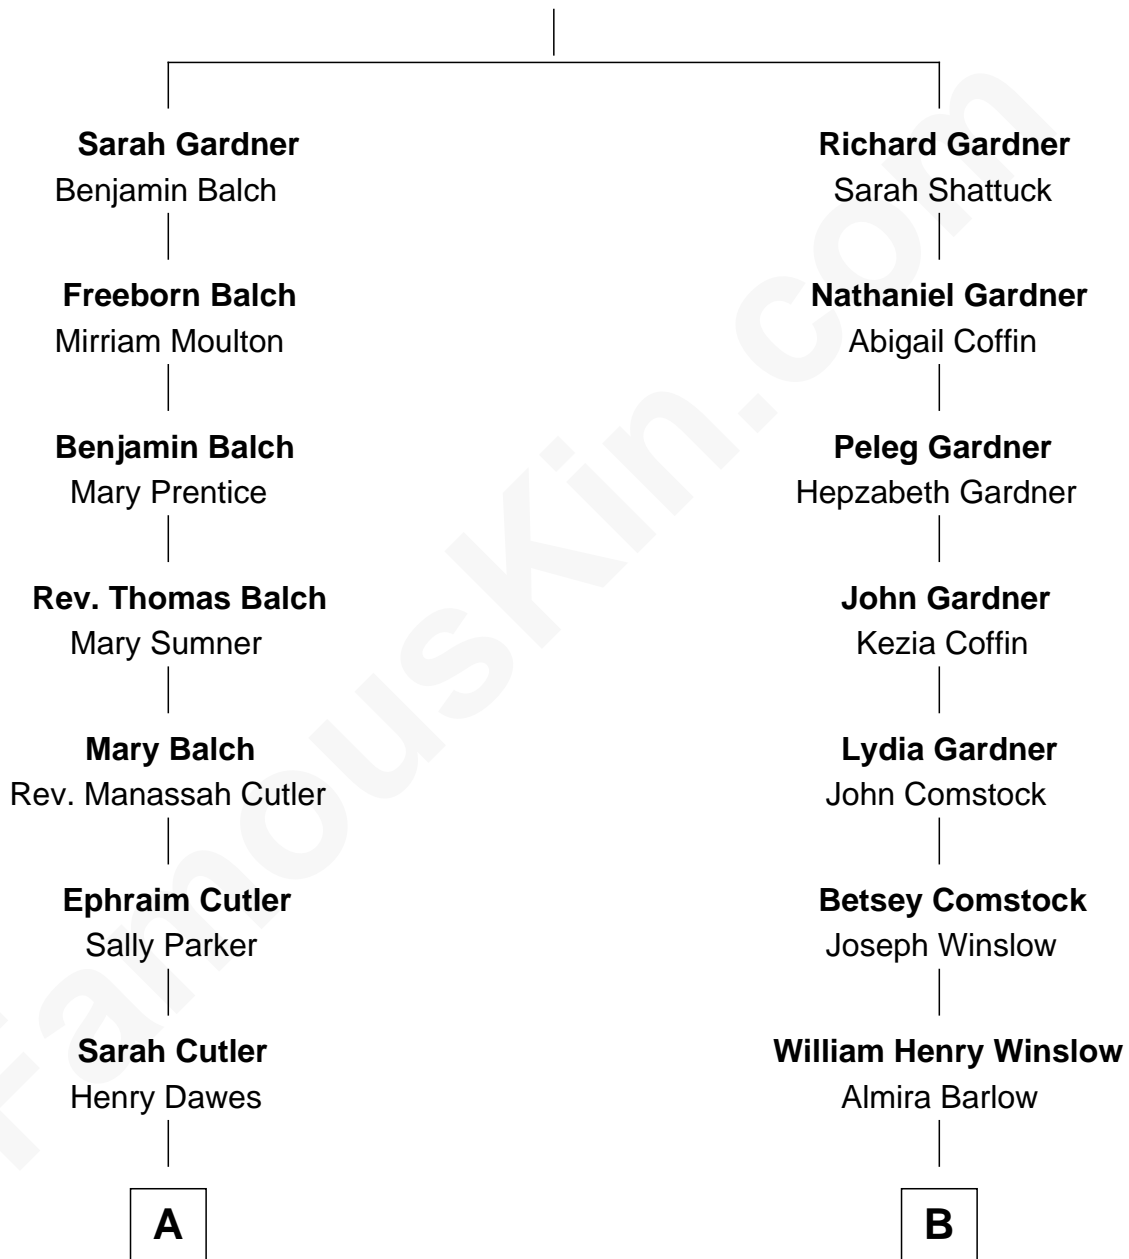 Sarah Gardner
Benjamin Balch
Freeborn Balch
Mirriam Moulton
Benjamin Balch
Mary Prentice
Rev. Thomas Balch
Mary Sumner
Mary Balch
Rev. Manassah Cutler
Ephraim Cutler
Sally Parker
Sarah Cutler
Henry Dawes
A
Richard Gardner
Sarah Shattuck
Nathaniel Gardner
Abigail Coffin
Peleg Gardner
Hepzabeth Gardner
John Gardner
Kezia Coffin
Lydia Gardner
John Comstock
Betsey Comstock
Joseph Winslow
William Henry Winslow
Almira Barlow
B
FamousKin.com